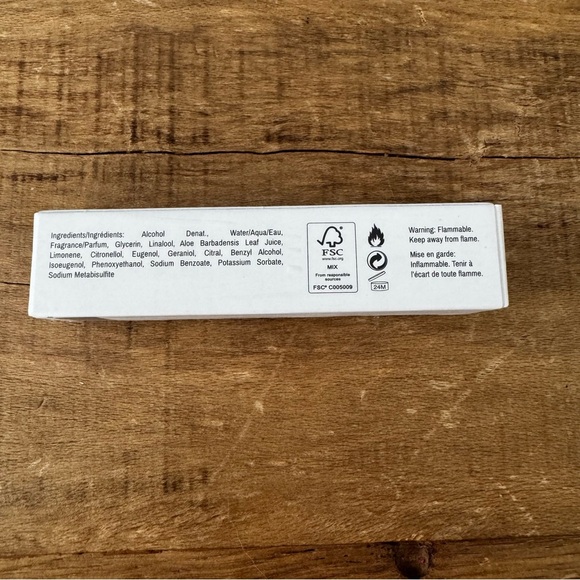 Ingredients/Ingrédients: Alcohol Denat., Water/Aqua/Eau,
Fragrance/Parfum, Glycerin, Linalool, Aloe Barbadensis Leaf Juice,
Limonene, Citronellol, Eugenol, Geraniol, Citral, Benzyl Alcohol,
Isoeugenol, Phenoxyethanol, Sodium Benzoate, Potassium Sorbate,
Sodium Metabisulfite
FSC
www.fsc.org
MIX
From responsible
sources
FSC® C005009
24M
Warning: Flammable.
Keep away from flame.
Mise en garde:
Inflammable. Tenir à
l'écart de toute flamme.